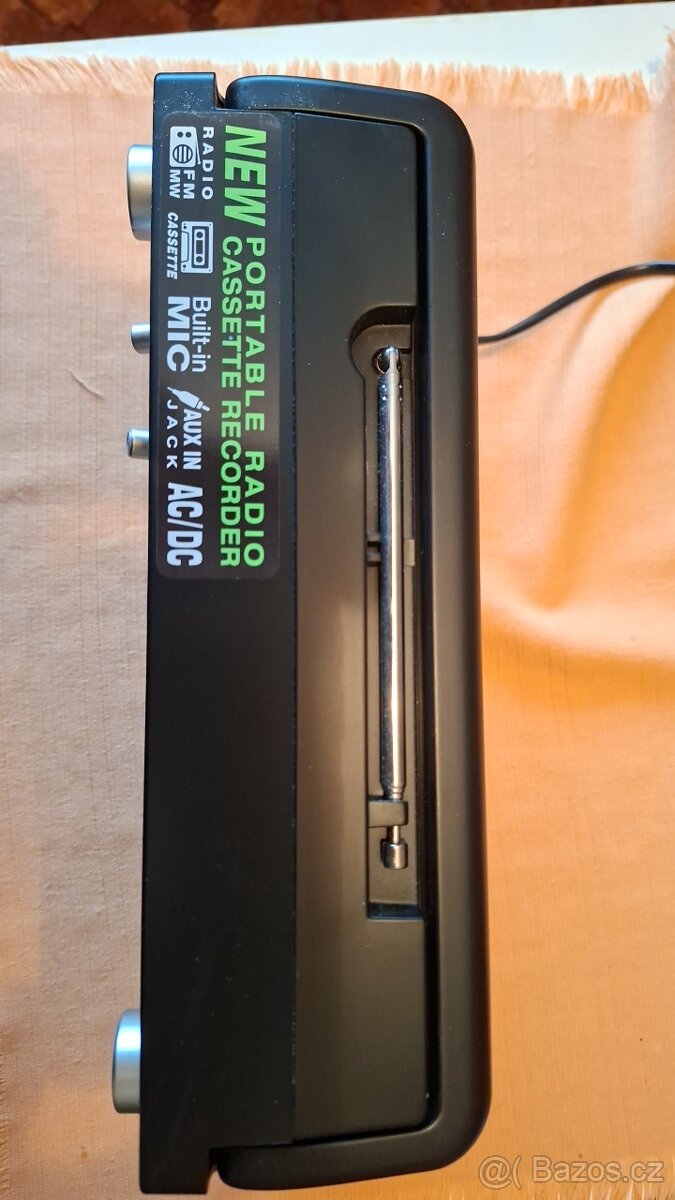 NEW PORTABLE RADIO
CASSETTE RECORDER
RADIO
FM
MW
CASSETTE
Built-in
MIC
AUX IN
JACK
AC/DC
@( Bazos.cz